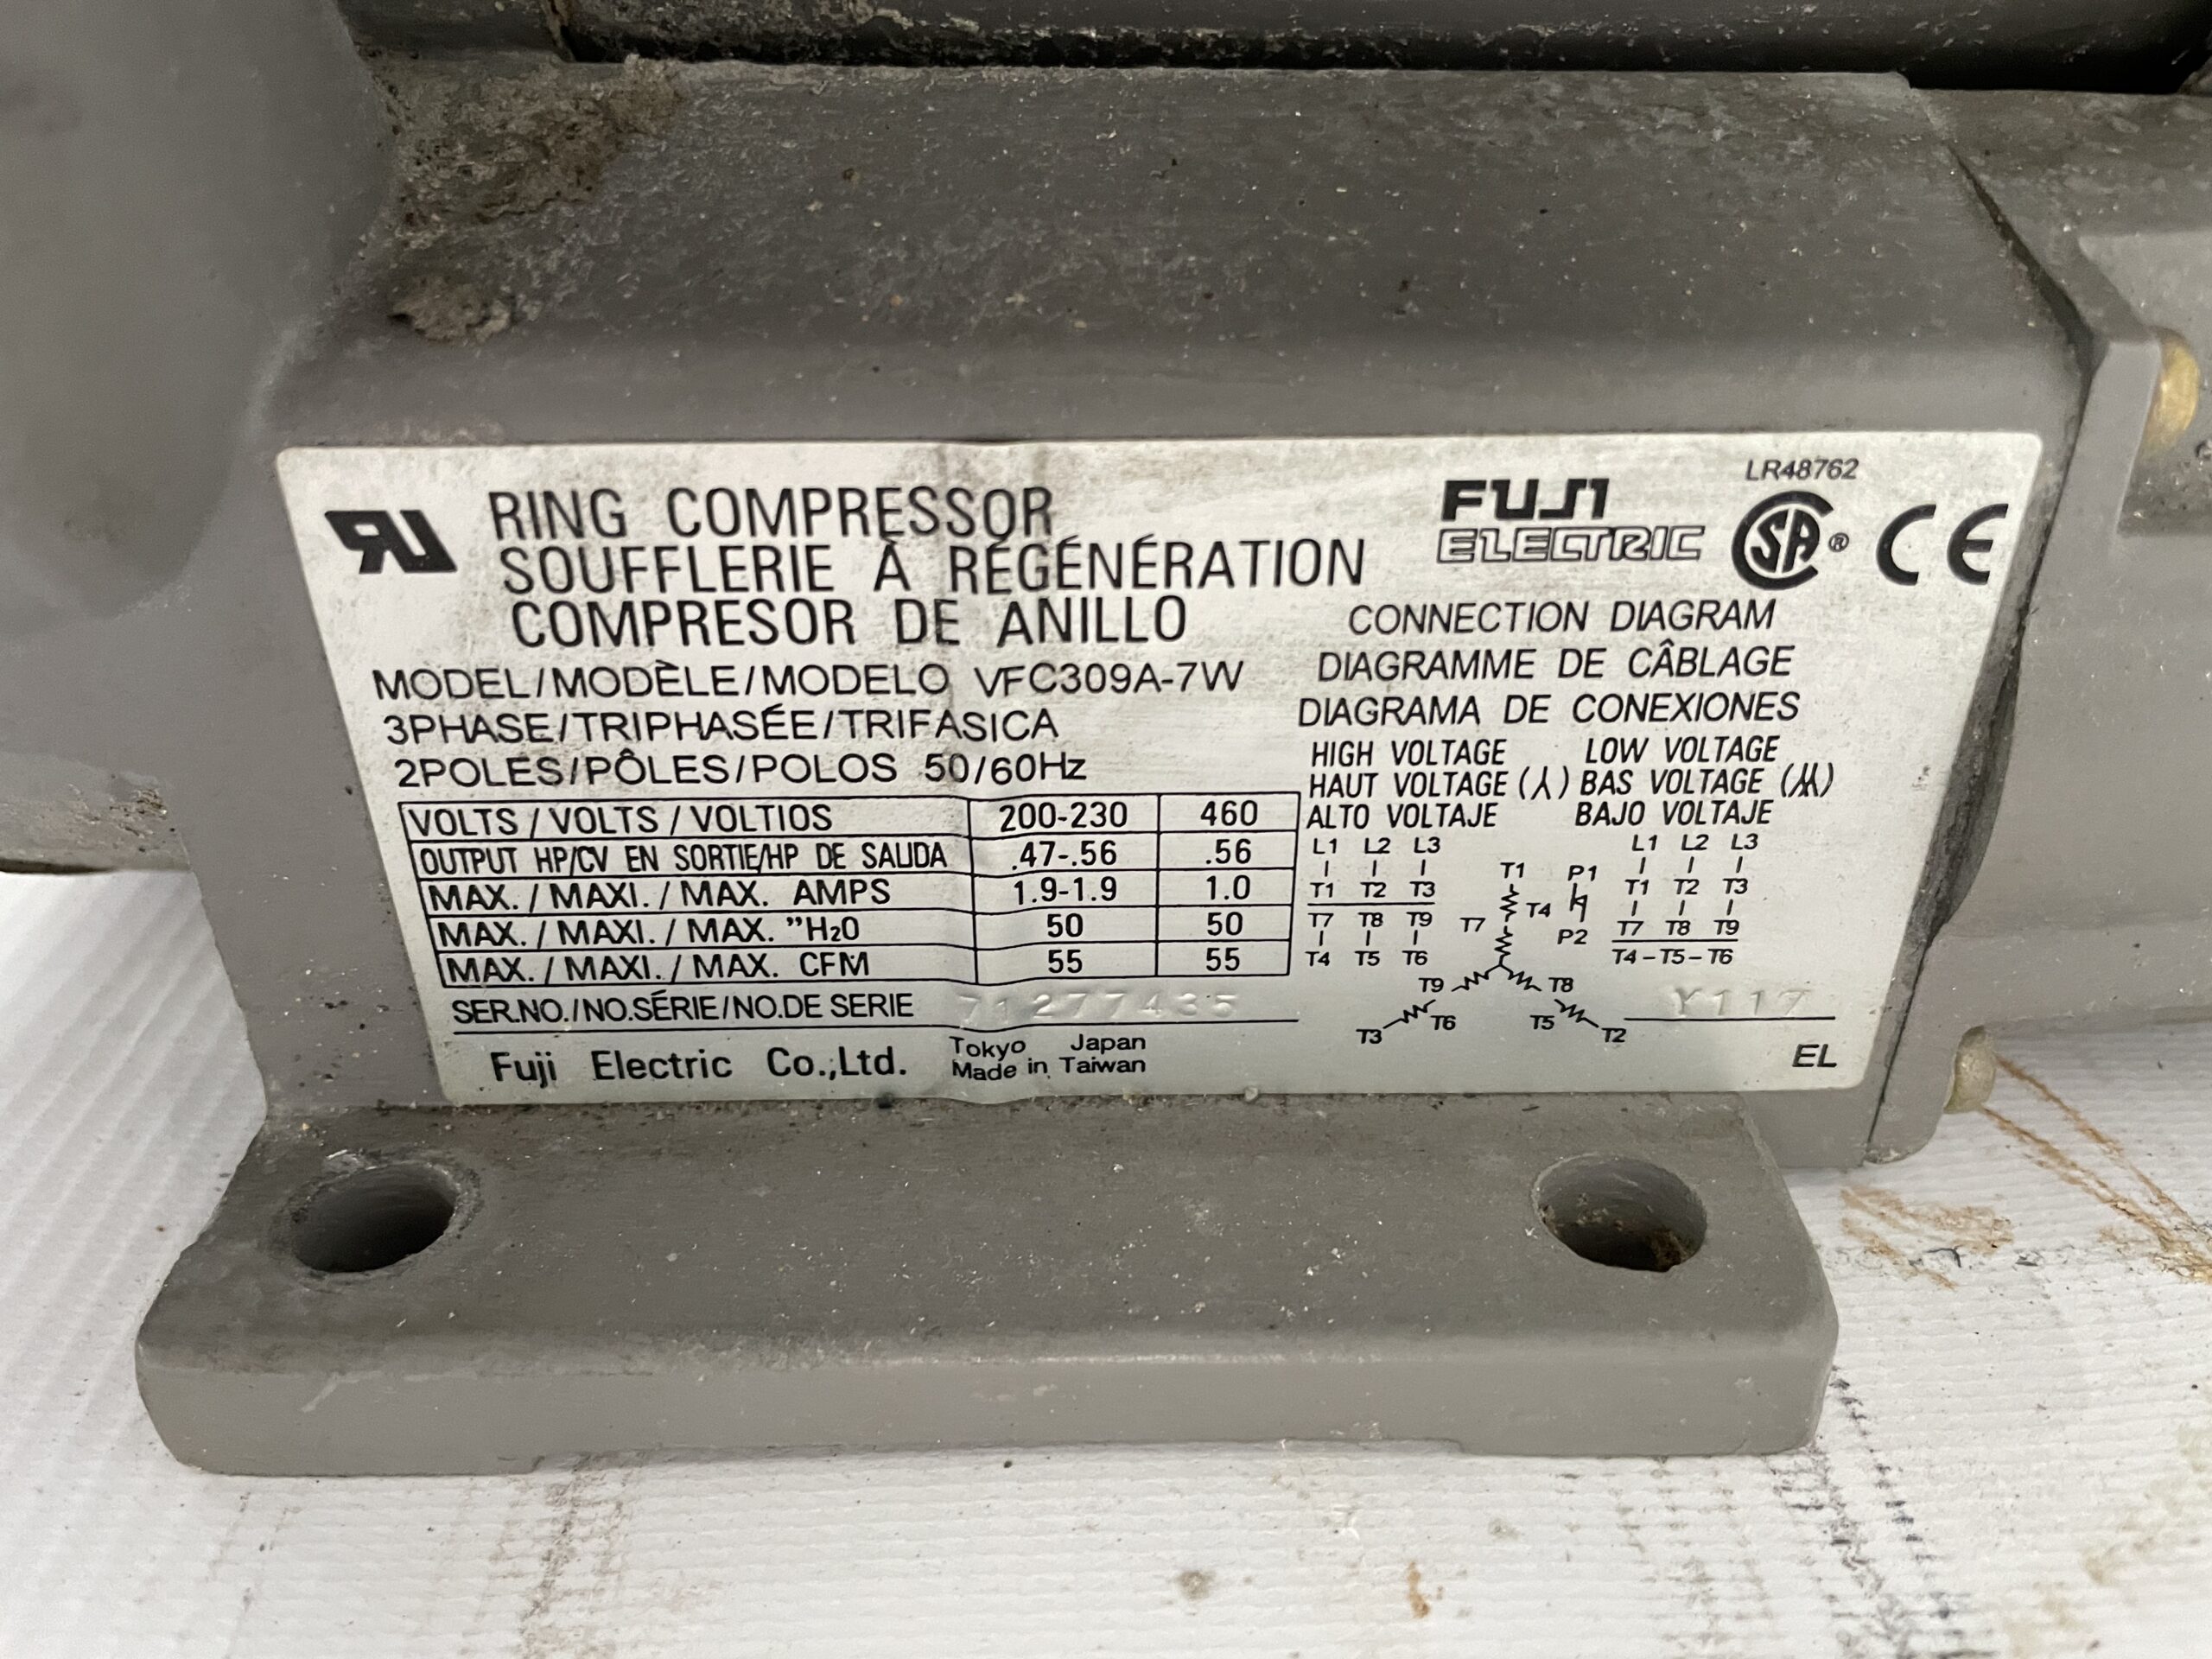 RING COMPRESSOR
SOUFFLERIE À RÉGÉNÉRATION
COMPRESOR DE ANILLO
MODEL/MODÈLE/MODELO VFC309A-7W
3PHASE/TRIPHASÉE/TRIFASICA
2POLES/PÔLES/POLOS 50/60Hz
VOLTS / VOLTS / VOLTIOS 200-230 460
OUTPUT HP/CV EN SORTIE/HP DE SALIDA .47-.56 .56
MAX. / MAXI. / MAX. AMPS 1.9-1.9 1.0
MAX. / MAXI. / MAX. "H2O 50 50
MAX. / MAXI. / MAX. CFM 55 55
SER.NO./NO.SÉRIE/NO.DE SERIE 71277435
Fuji Electric Co.,Ltd.
Tokyo Japan
Made in Taiwan
FUJI
ELECTRIC
LR48762
SA® CE
CONNECTION DIAGRAM
DIAGRAMME DE CÂBLAGE
DIAGRAMA DE CONEXIONES
HIGH VOLTAGE
HAUT VOLTAGE
ALTO VOLTAJE
L1 L2 L3
T1 T2 T3
T7 T8 T9
T4 T5 T6
T1
T4
T7
T9 T8
T6 T5
T3 T2
P1
P2
LOW VOLTAGE
BAS VOLTAGE
BAJO VOLTAJE
L1 L2 L3
T1 T2 T3
T7 T8 T9
T4-T5-T6
Y117
EL